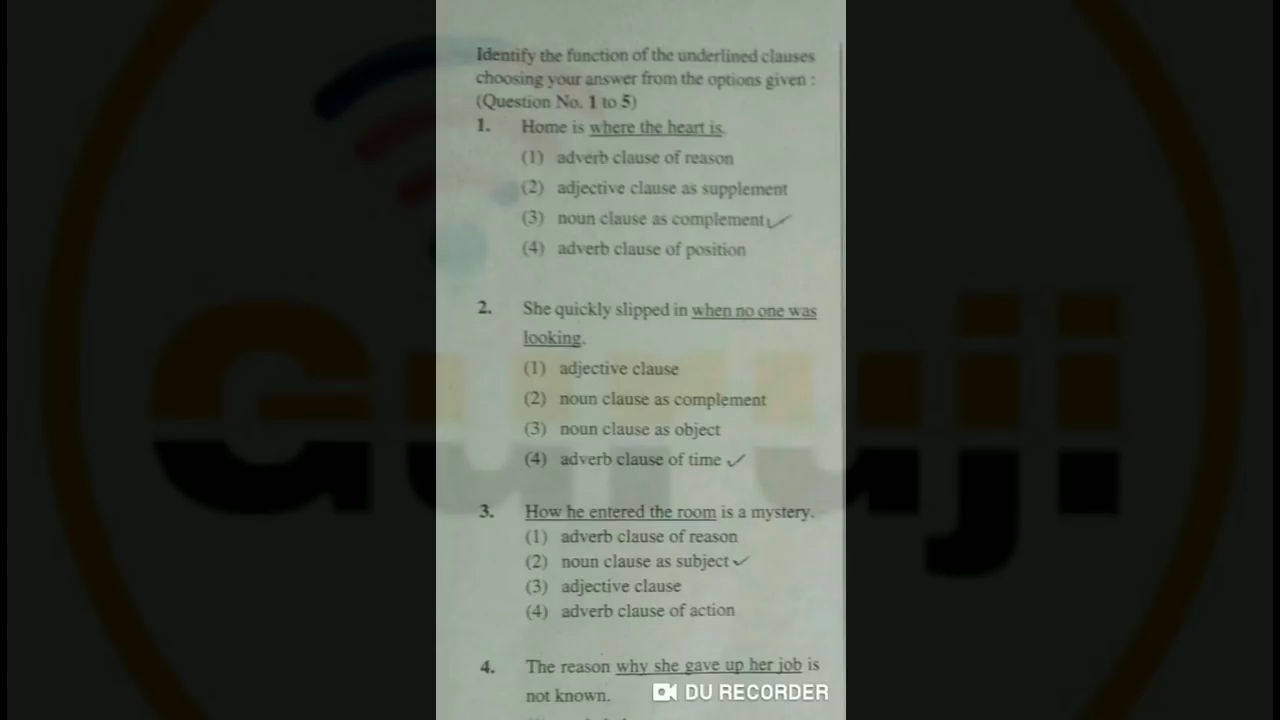 Identify the function of the underlined clauses
choosing your answer from the options given :
(Question No. 1 to 5)
1. Home is where the heart is.
(1) adverb clause of reason
(2) adjective clause as supplement
(3) noun clause as complement ✓
(4) adverb clause of position
2. She quickly slipped in when no one was
looking.
(1) adjective clause
(2) noun clause as complement
(3) noun clause as object
(4) adverb clause of time ✓
3. How he entered the room is a mystery.
(1) adverb clause of reason
(2) noun clause as subject ✓
(3) adjective clause
(4) adverb clause of action
4. The reason why she gave up her job is
not known.
DU RECORDER
Guruji